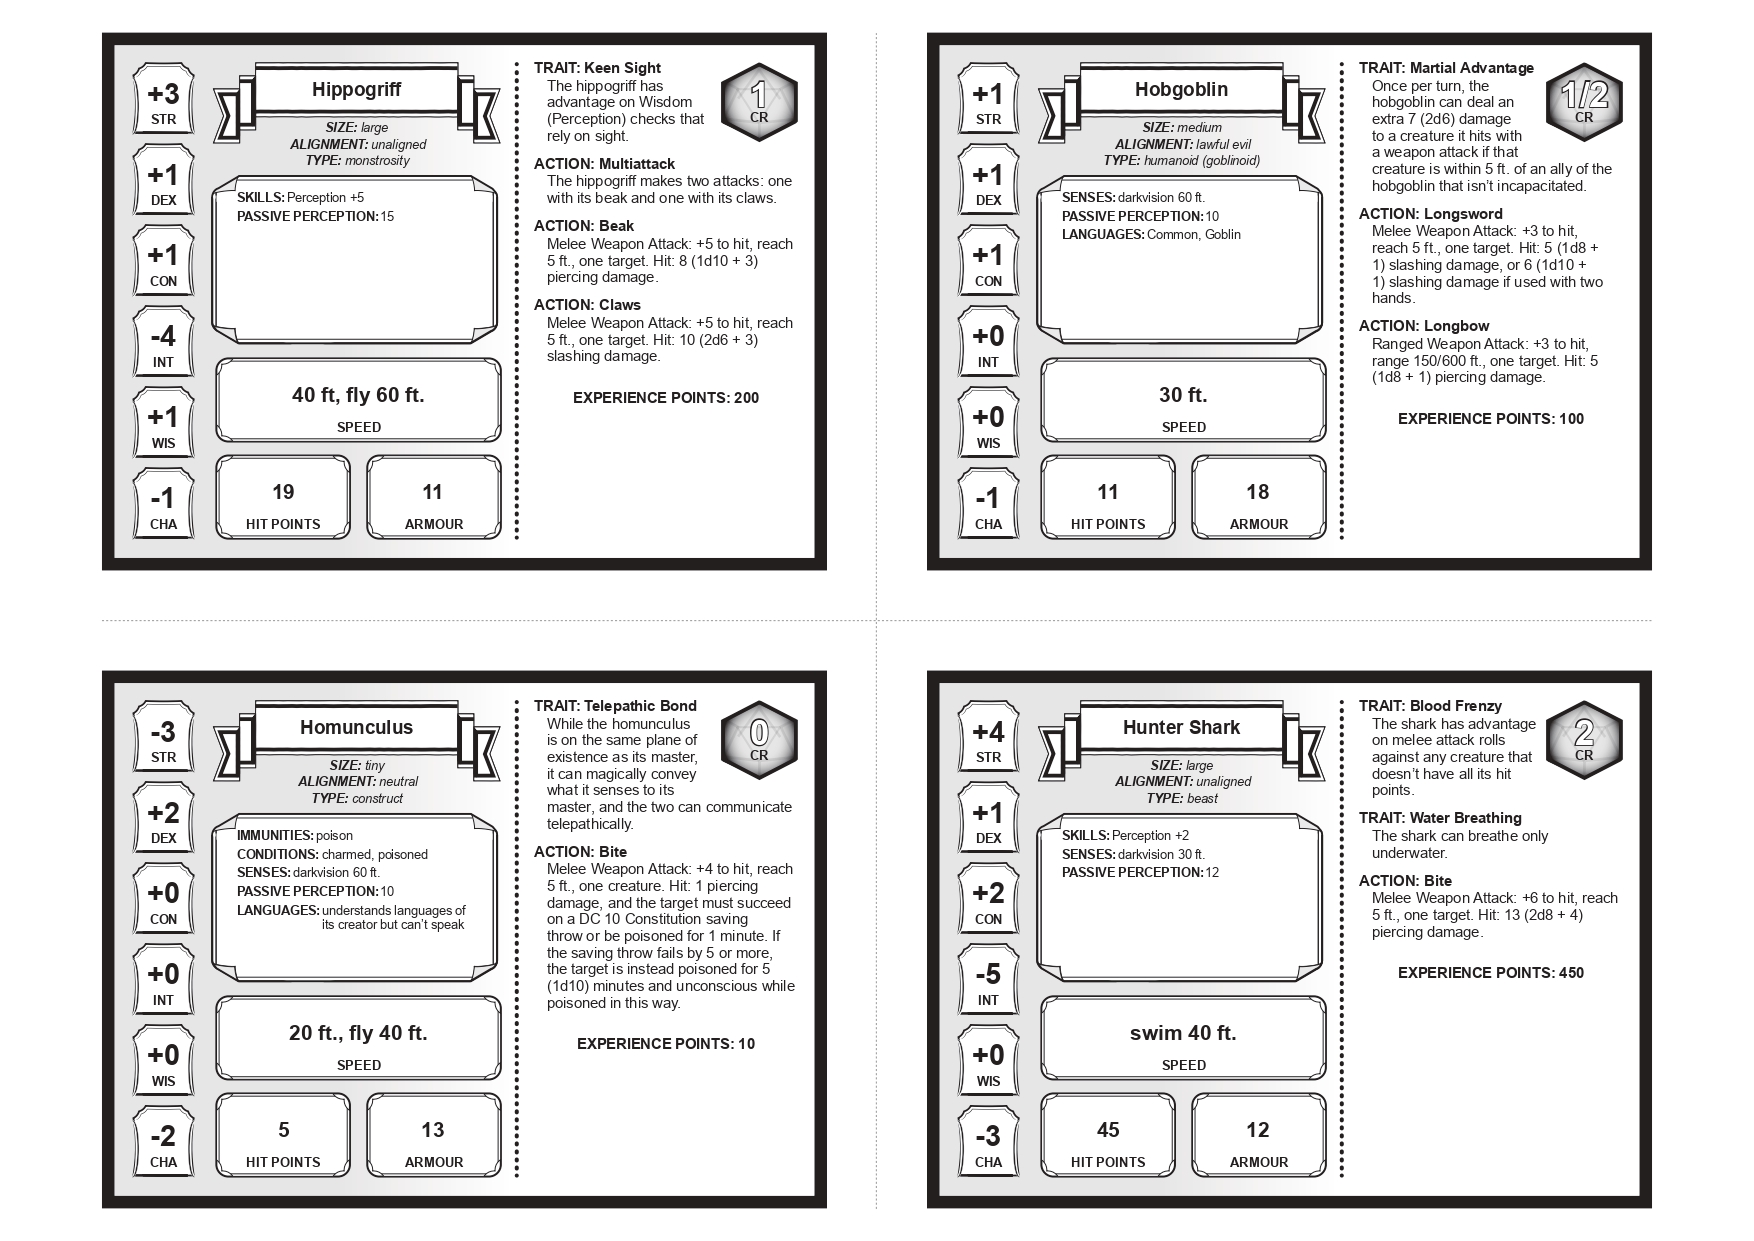 +3
STR
+1
DEX
+1
CON
-4
INT
+1
WIS
-1
CHA
Hippogriff
SIZE: large
ALIGNMENT: unaligned
TYPE: monstrosity
SKILLS: Perception +5
PASSIVE PERCEPTION: 15
40 ft, fly 60 ft.
SPEED
19
HIT POINTS
11
ARMOUR
TRAIT: Keen Sight
The hippogriff has
advantage on Wisdom
(Perception) checks that
rely on sight.
1
CR
ACTION: Multiattack
The hippogriff makes two attacks: one
with its beak and one with its claws.
ACTION: Beak
Melee Weapon Attack: +5 to hit, reach
5 ft., one target. Hit: 8 (1d10 + 3)
piercing damage.
ACTION: Claws
Melee Weapon Attack: +5 to hit, reach
5 ft., one target. Hit: 10 (2d6 + 3)
slashing damage.
EXPERIENCE POINTS: 200
+1
STR
+1
DEX
+1
CON
+0
INT
+0
WIS
-1
CHA
Hobgoblin
SIZE: medium
ALIGNMENT: lawful evil
TYPE: humanoid (goblinoid)
SENSES: darkvision 60 ft.
PASSIVE PERCEPTION: 10
LANGUAGES: Common, Goblin
30 ft.
SPEED
11
HIT POINTS
18
ARMOUR
TRAIT: Martial Advantage
Once per turn, the
hobgoblin can deal an
extra 7 (2d6) damage
to a creature it hits with
a weapon attack if that
creature is within 5 ft. of an ally of the
hobgoblin that isn't incapacitated.
1/2
CR
ACTION: Longsword
Melee Weapon Attack: +3 to hit,
reach 5 ft., one target. Hit: 5 (1d8 +
1) slashing damage, or 6 (1d10 +
1) slashing damage if used with two
hands.
ACTION: Longbow
Ranged Weapon Attack: +3 to hit,
range 150/600 ft., one target. Hit: 5
(1d8 + 1) piercing damage.
EXPERIENCE POINTS: 100
-3
STR
+2
DEX
+0
CON
+0
INT
+0
WIS
-2
CHA
Homunculus
SIZE: tiny
ALIGNMENT: neutral
TYPE: construct
IMMUNITIES: poison
CONDITIONS: charmed, poisoned
SENSES: darkvision 60 ft.
PASSIVE PERCEPTION: 10
LANGUAGES: understands languages of
its creator but can't speak
20 ft., fly 40 ft.
SPEED
5
HIT POINTS
13
ARMOUR
TRAIT: Telepathic Bond
While the homunculus
is on the same plane of
existence as its master,
it can magically convey
what it senses to its
master, and the two can communicate
telepathically.
0
CR
ACTION: Bite
Melee Weapon Attack: +4 to hit, reach
5 ft., one creature. Hit: 1 piercing
damage, and the target must succeed
on a DC 10 Constitution saving
throw or be poisoned for 1 minute. If
the saving throw fails by 5 or more,
the target is instead poisoned for 5
(1d10) minutes and unconscious while
poisoned in this way.
EXPERIENCE POINTS: 10
+4
STR
+1
DEX
+2
CON
-5
INT
+0
WIS
-3
CHA
Hunter Shark
SIZE: large
ALIGNMENT: unaligned
TYPE: beast
SKILLS: Perception +2
SENSES: darkvision 30 ft.
PASSIVE PERCEPTION: 12
swim 40 ft.
SPEED
45
HIT POINTS
12
ARMOUR
TRAIT: Blood Frenzy
The shark has advantage
on melee attack rolls
against any creature that
doesn't have all its hit
points.
2
CR
TRAIT: Water Breathing
The shark can breathe only
underwater.
ACTION: Bite
Melee Weapon Attack: +6 to hit, reach
5 ft., one target. Hit: 13 (2d8 + 4)
piercing damage.
EXPERIENCE POINTS: 450